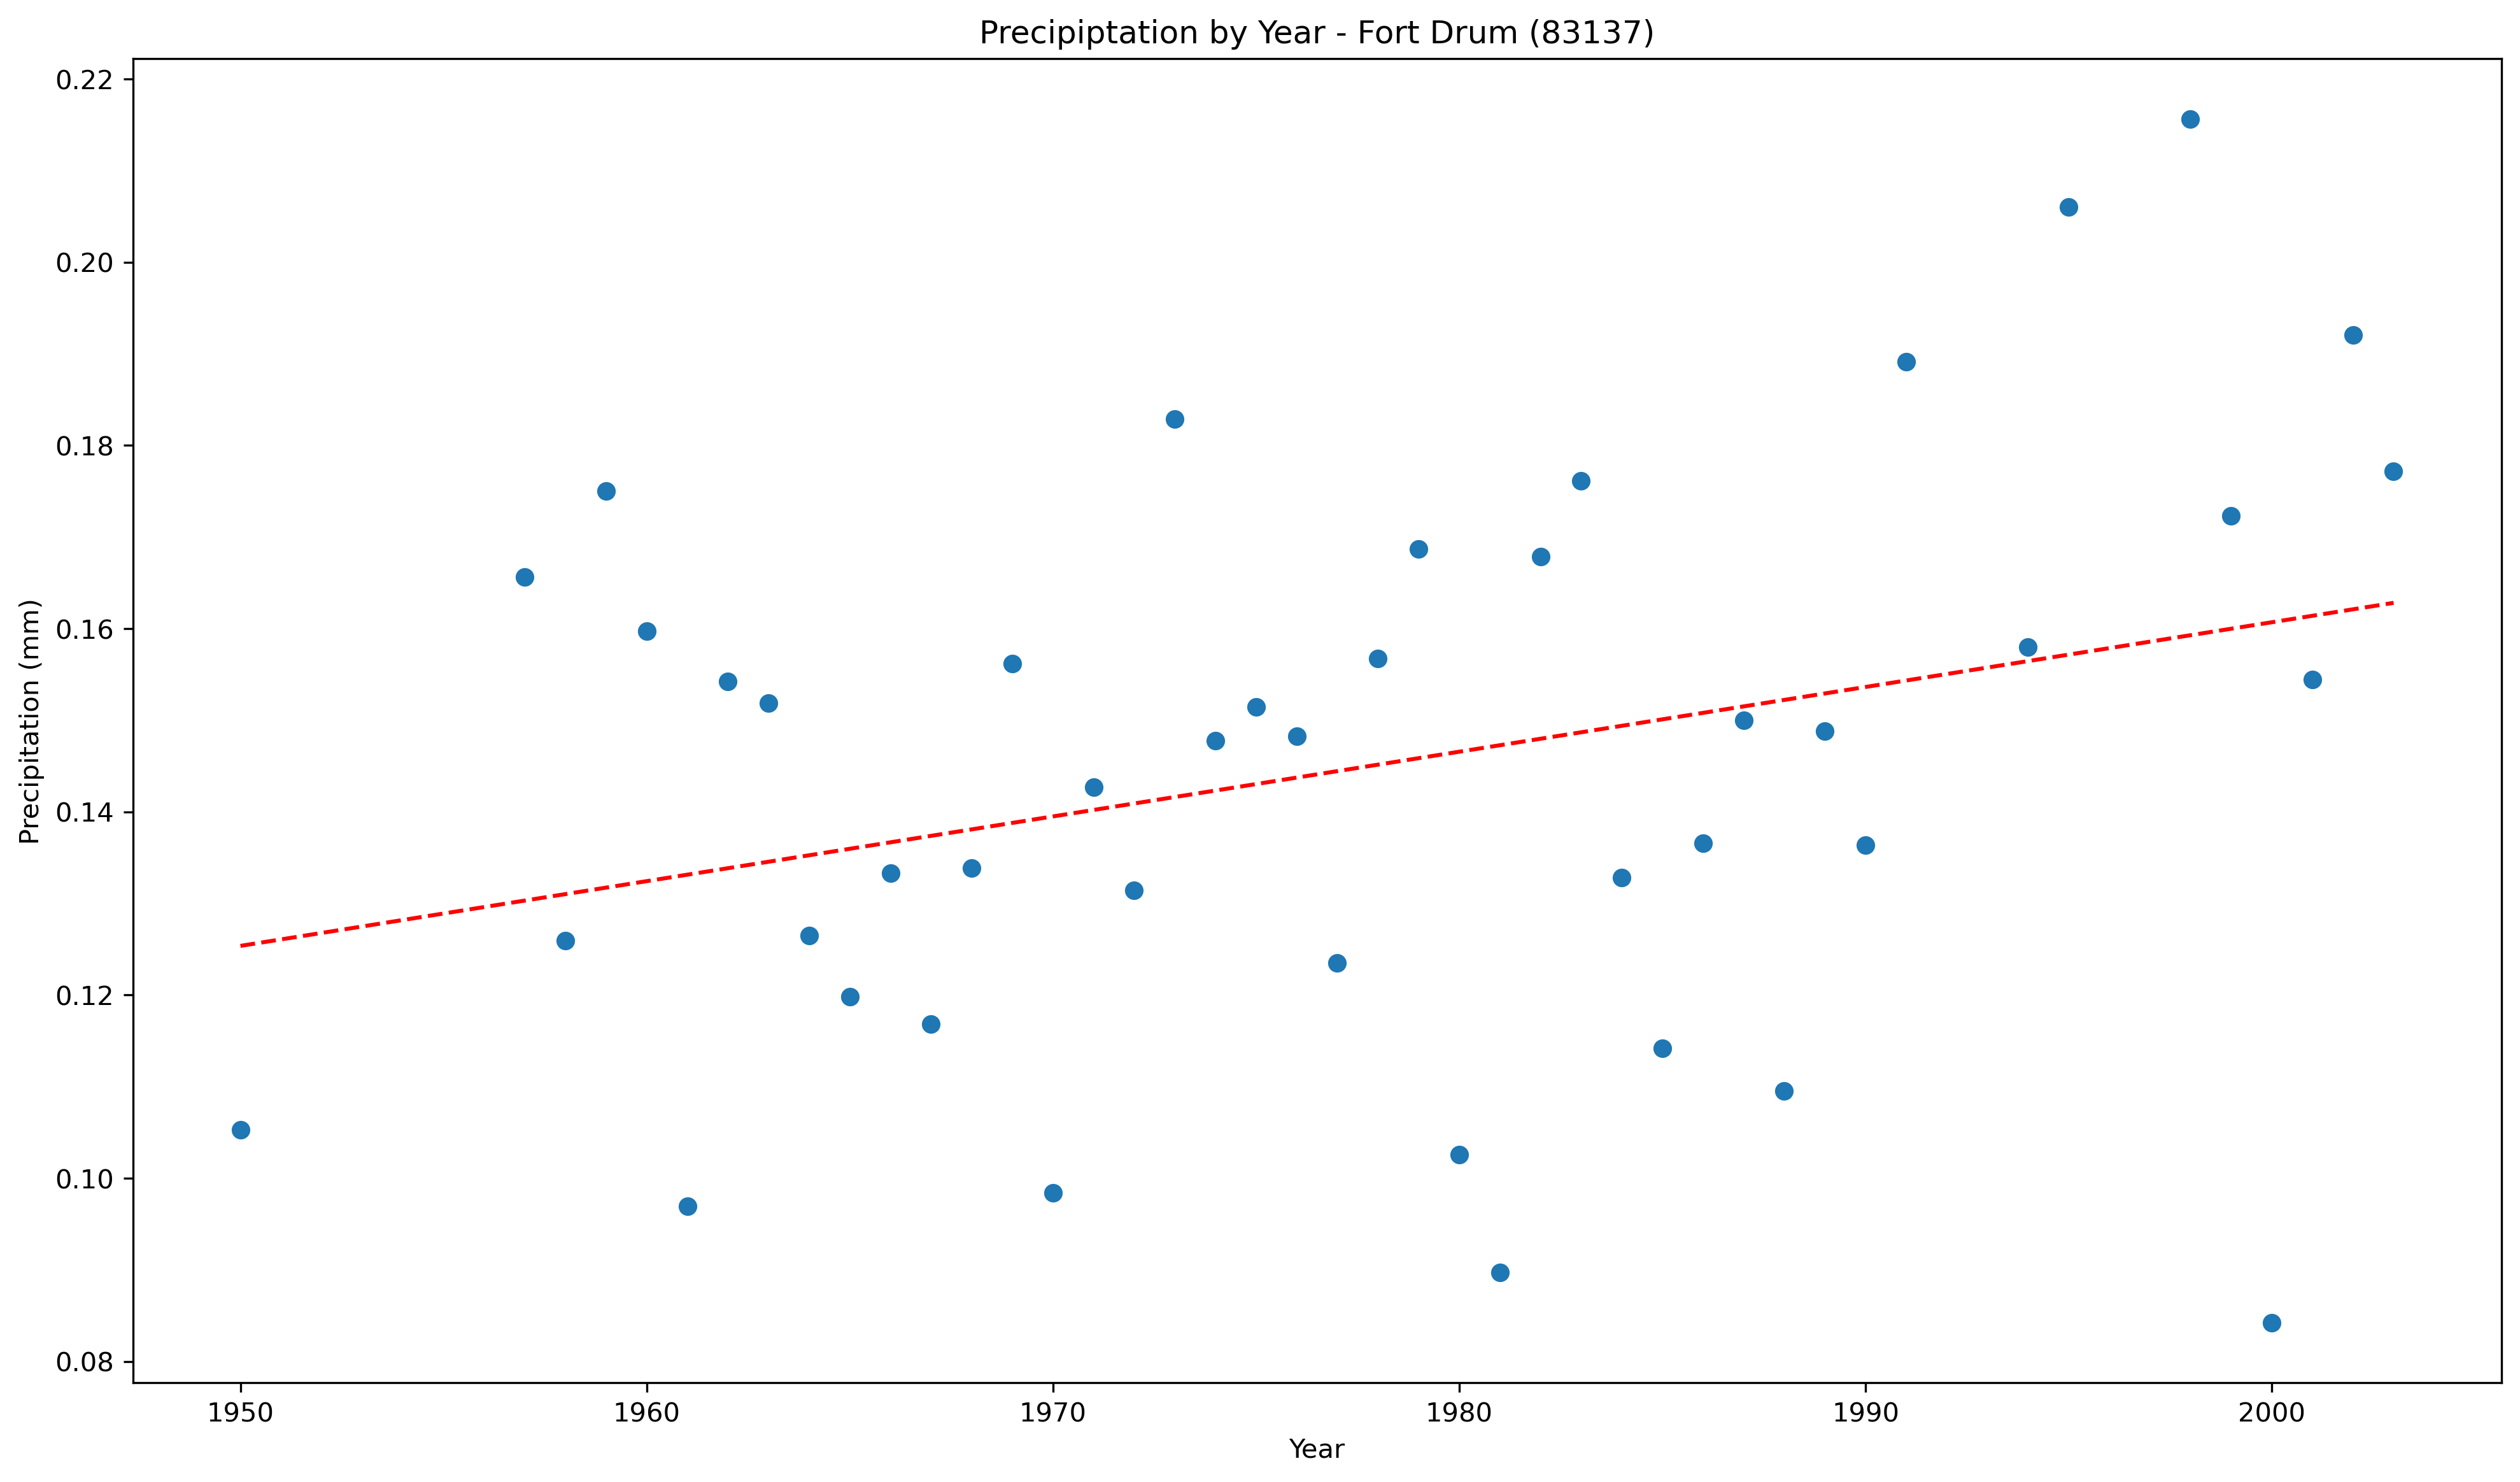 Precipiptation by Year - Fort Drum (83137)
0.22
0.20
0.18
0.16
0.14
0.12
0.10
0.08
Precipitation (mm)
1950 1960 1970 1980 1990 2000
Year